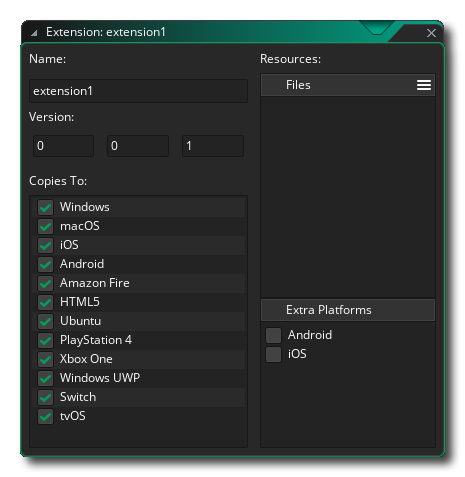 Extension: extension1
Name:
extension1
Version:
0 0 1
Copies To:
Windows
macOS
iOS
Android
Amazon Fire
HTML5
Ubuntu
PlayStation 4
Xbox One
Windows UWP
Switch
tvOS
Resources:
Files
Extra Platforms
Android
iOS